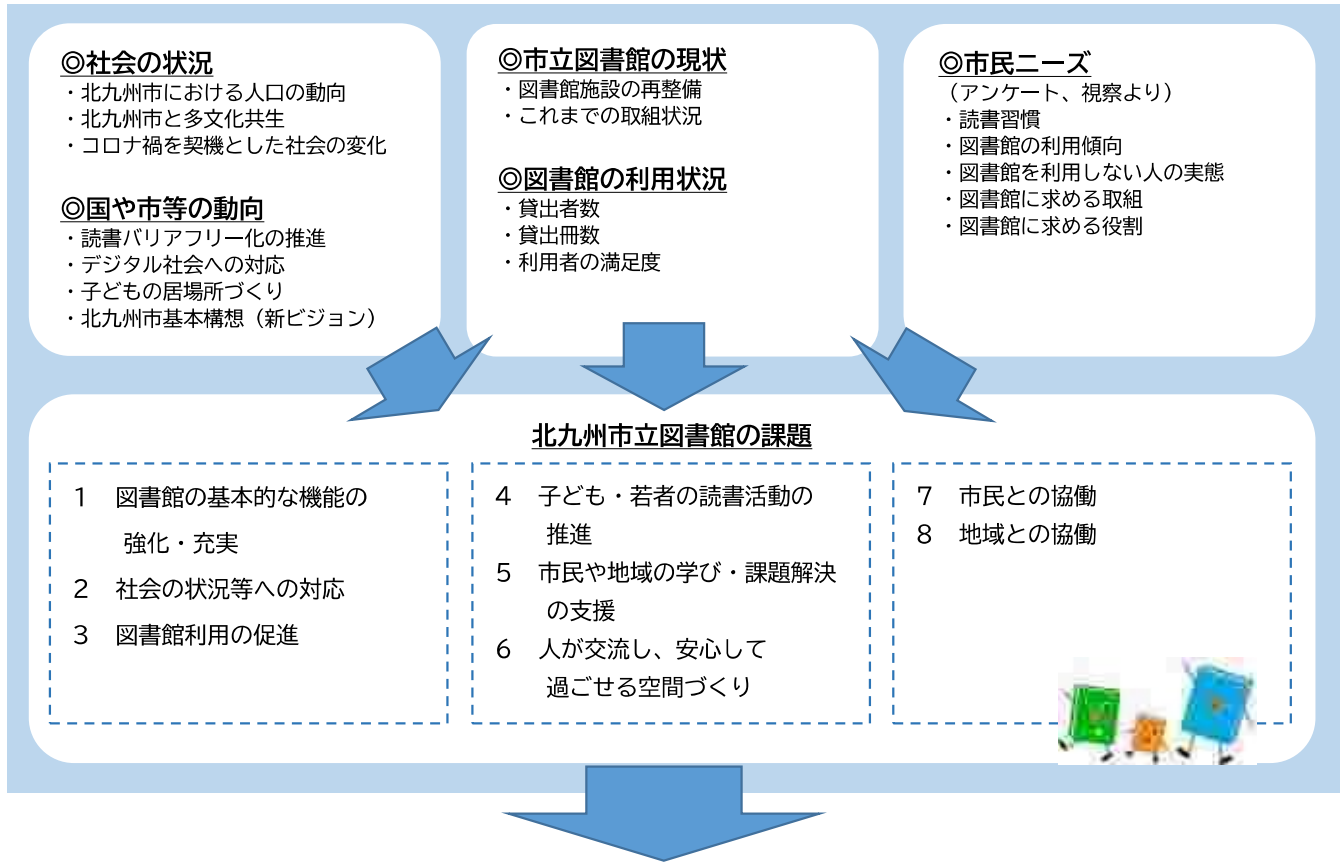 ◎社会の状況
・北九州市における人口の動向
・北九州市と多文化共生
・コロナ禍を契機とした社会の変化
◎国や市等の動向
・読書バリアフリー化の推進
・デジタル社会への対応
・子どもの居場所づくり
・北九州市基本構想（新ビジョン）
◎市立図書館の現状
・図書館施設の再整備
・これまでの取組状況
◎図書館の利用状況
・貸出者数
・貸出冊数
・利用者の満足度
◎市民ニーズ
（アンケート、視察より）
・読書習慣
・図書館の利用傾向
・図書館を利用しない人の実態
・図書館に求める取組
・図書館に求める役割
北九州市立図書館の課題
1　図書館の基本的な機能の
強化・充実
2　社会の状況等への対応
3　図書館利用の促進
4　子ども・若者の読書活動の
推進
5　市民や地域の学び・課題解決
の支援
6　人が交流し、安心して
過ごせる空間づくり
7　市民との協働
8　地域との協働